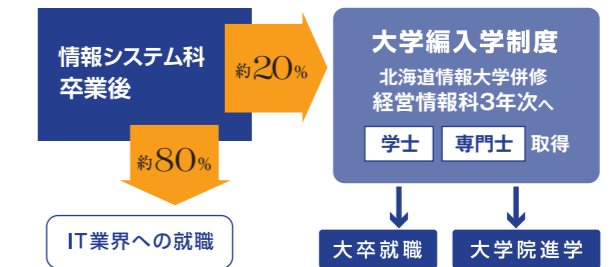 情報システム科
卒業後
約20%
約80%
IT業界への就職
大学編入学制度
北海道情報大学併修
経営情報科3年次へ
学士 専門士 取得
大卒就職 大学院進学